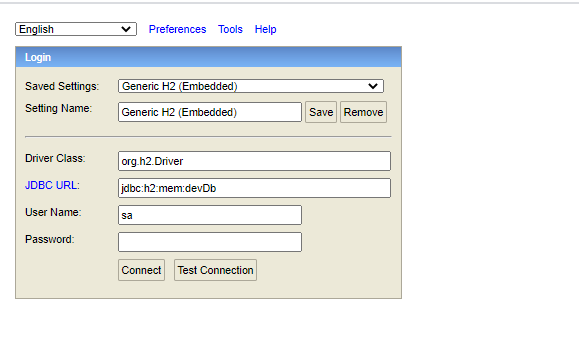 English Preferences Tools Help
Login
Saved Settings: Generic H2 (Embedded)
Setting Name: Generic H2 (Embedded) Save Remove
Driver Class: org.h2.Driver
JDBC URL: jdbc:h2:mem:devDb
User Name: sa
Password:
Connect Test Connection